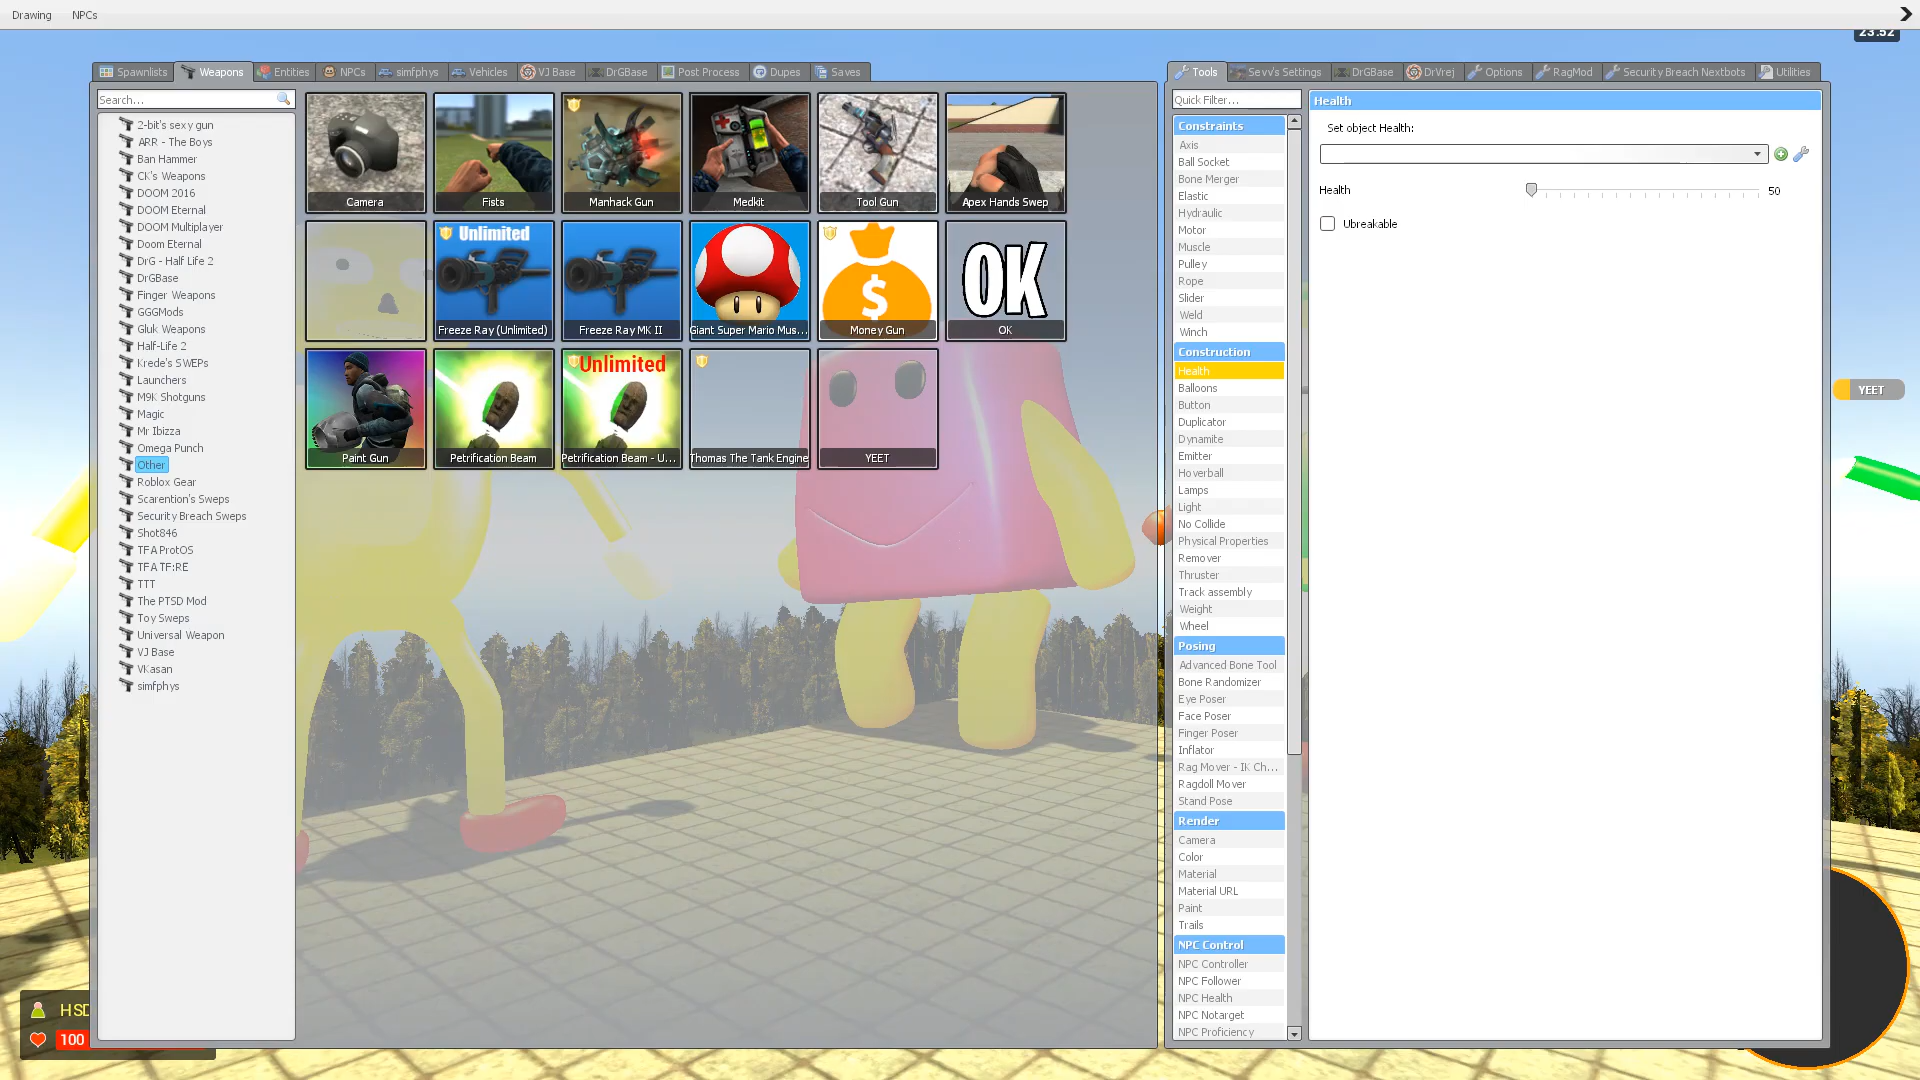 Drawing NPCs
23:52
Spawnlists Weapons Entities NPCs simfphys Vehicles VJ Base DrGBase Post Process Dupes Saves
Search...
2-bit's sexy gun
ARR - The Boys
Ban Hammer
CK's Weapons
DOOM 2016
DOOM Eternal
DOOM Multiplayer
Doom Eternal
DrG - Half Life 2
DrGBase
Finger Weapons
GGGMods
Gluk Weapons
Half-Life 2
Krede's SWEPs
Launchers
M9K Shotguns
Magic
Mr Ibizza
Omega Punch
Other
Roblox Gear
Scarention's Sweps
Security Breach Sweps
Shot846
TFA ProtOS
TFA TF:RE
TTT
The PTSD Mod
Toy Sweps
Universal Weapon
VJ Base
VKasan
simfphys
Camera
Fists
Manhack Gun
Medkit
Tool Gun
Apex Hands Swep
Unlimited
Freeze Ray (Unlimited)
Freeze Ray MK II
Giant Super Mario Mus...
$
Money Gun
OK
OK
Paint Gun
Petrification Beam
Unlimited
Petrification Beam - U...
Thomas The Tank Engine
YEET
Tools Sevv's Settings DrGBase DrVrej Options RagMod Security Breach Nextbots Utilities
Quick Filter...
Constraints
Axis
Ball Socket
Bone Merger
Elastic
Hydraulic
Motor
Muscle
Pulley
Rope
Slider
Weld
Winch
Construction
Health
Balloons
Button
Duplicator
Dynamite
Emitter
Hoverball
Lamps
Light
No Collide
Physical Properties
Remover
Thruster
Track assembly
Weight
Wheel
Posing
Advanced Bone Tool
Bone Randomizer
Eye Poser
Face Poser
Finger Poser
Inflator
Rag Mover - IK Ch...
Ragdoll Mover
Stand Pose
Render
Camera
Color
Material
Material URL
Paint
Trails
NPC Control
NPC Controller
NPC Follower
NPC Health
NPC Notarget
NPC Proficiency
Health
Set object Health:
Health 50
Ubreakable
YEET
HSD
100